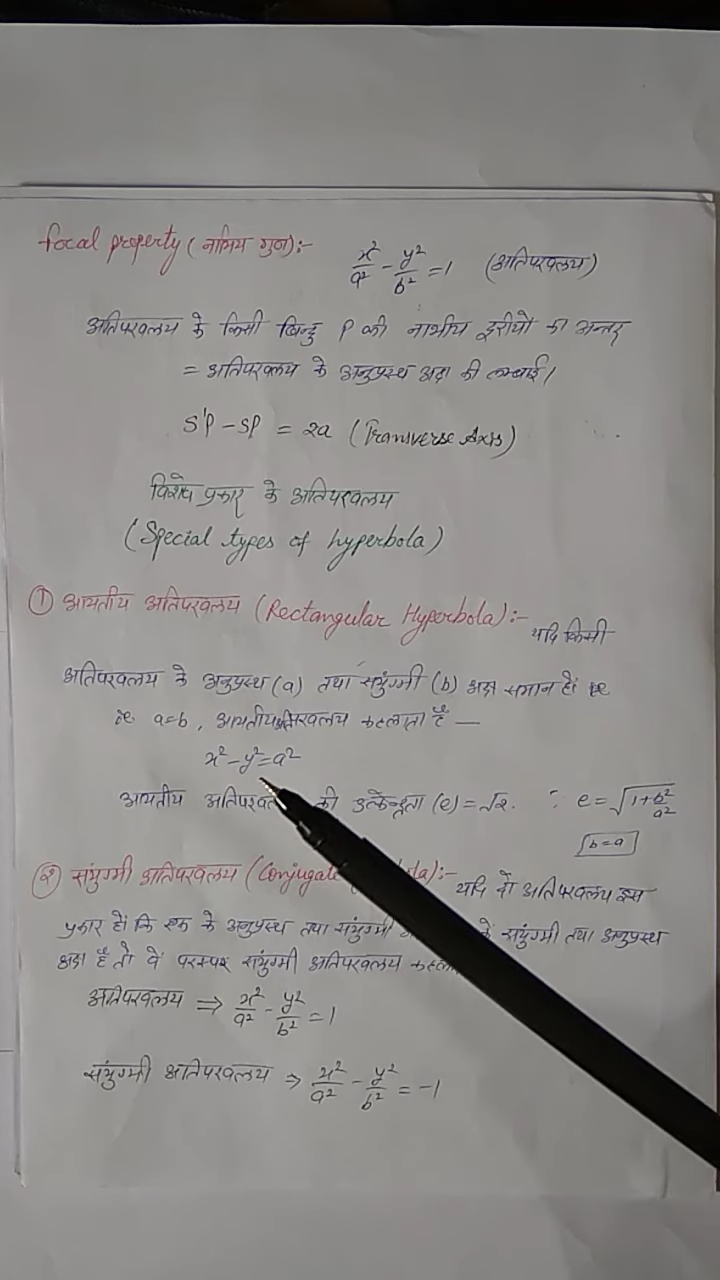 focal property (नाभिय गुण):- x²/a² - y²/b² = 1 (अतिपरवलय)
अतिपरवलय के किसी बिन्दु P की नाभीय दूरीयों का अन्तर
= अतिपरवलय के अनुप्रस्थ अक्ष की लम्बाई।
S'P - SP = 2a (Transverse Axis)
विशेष प्रकार के अतिपरवलय
(Special types of hyperbola)
① आयतीय अतिपरवलय (Rectangular Hyperbola):- यदि किसी
अतिपरवलय के अनुप्रस्थ (a) तथा संयुग्मी (b) अक्ष समान हों।
ie a=b, आयतीय अतिपरवलय कहलाता है —
x² - y² = a²
आयतीय अतिपरव की उत्केन्द्रता (e) = √2. ∵ e = √1+b²/a²
b = a
② संयुग्मी अतिपरवलय (Conjugate la):- यदि दो अतिपरवलय इस
प्रकार हों कि एक के अनुप्रस्थ तथा संयुग्मी के संयुग्मी तथा अनुप्रस्थ
अक्ष हैं तो वे परस्पर संयुग्मी अतिपरवलय
अतिपरवलय ⇒ x²/a² - y²/b² = 1
संयुग्मी अतिपरवलय ⇒ x²/a² - y²/b² = -1